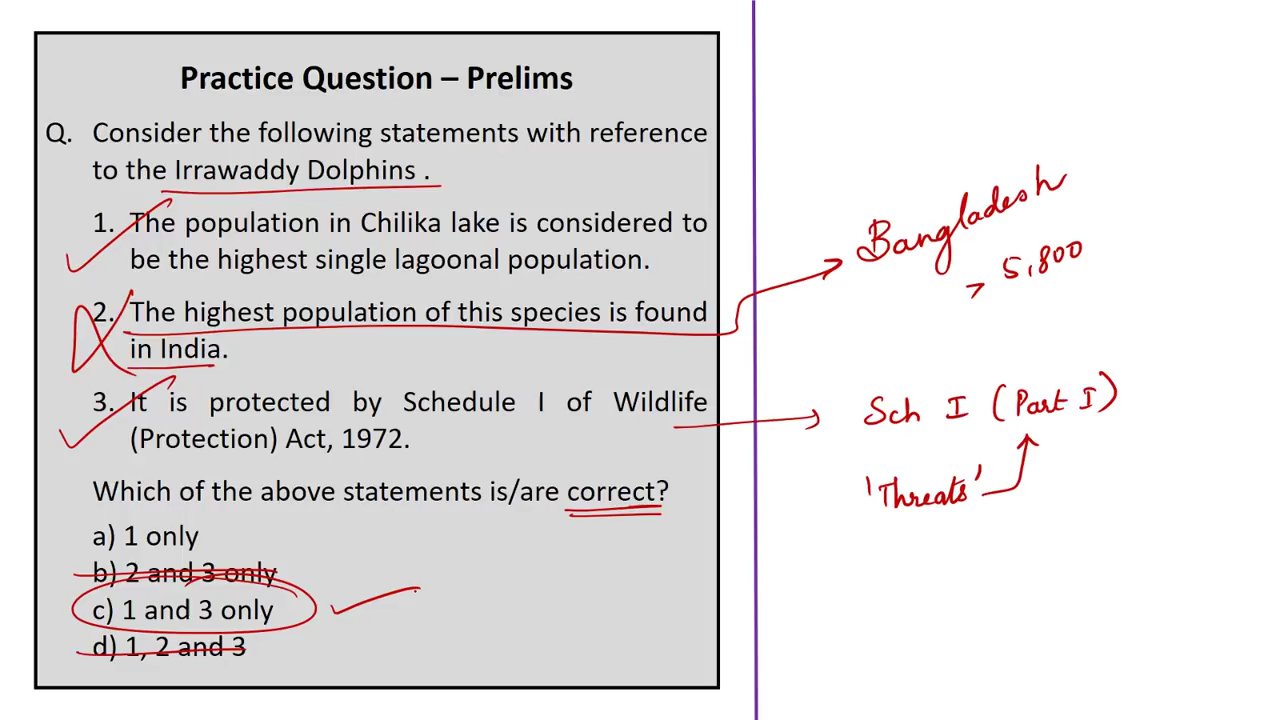 Practice Question – Prelims
Q. Consider the following statements with reference
to the Irrawaddy Dolphins .
1. The population in Chilika lake is considered to
be the highest single lagoonal population.
2. The highest population of this species is found
in India.
3. It is protected by Schedule I of Wildlife
(Protection) Act, 1972.
Which of the above statements is/are correct?
a) 1 only
b) 2 and 3 only
c) 1 and 3 only
d) 1, 2 and 3
Bangladesh
> 5,800
Sch I (Part I)
'Threats'